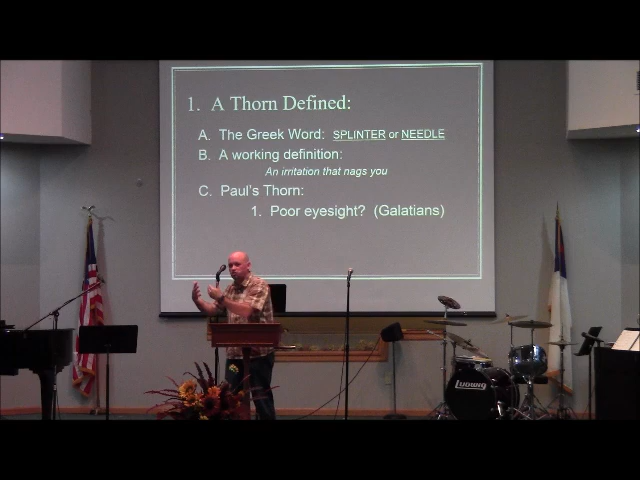 1. A Thorn Defined:
A. The Greek Word: SPLINTER or NEEDLE
B. A working definition:
An irritation that nags you
C. Paul's Thorn:
1. Poor eyesight? (Galatians)
LUDWIG